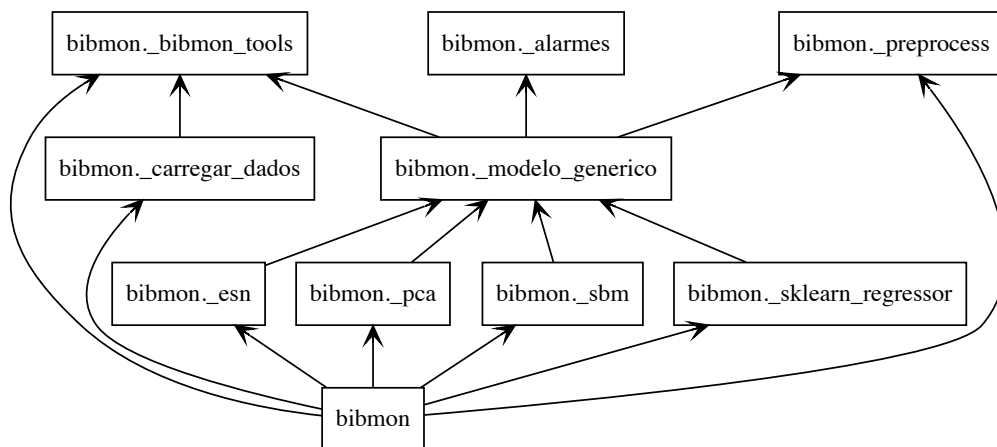 bibmon._bibmon_tools
bibmon._alarmes
bibmon._preprocess
bibmon._carregar_dados
bibmon._modelo_generico
bibmon._esn
bibmon._pca
bibmon._sbm
bibmon._sklearn_regressor
bibmon